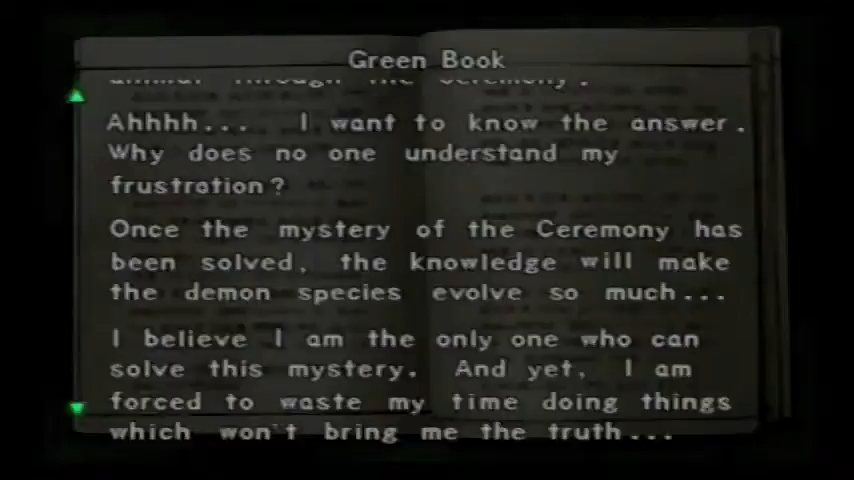 Green Book
through the Ceremony.
Ahhhh... I want to know the answer.
Why does no one understand my
frustration?
Once the mystery of the Ceremony has
been solved, the knowledge will make
the demon species evolve so much...
I believe I am the only one who can
solve this mystery. And yet, I am
forced to waste my time doing things
which won't bring me the truth...